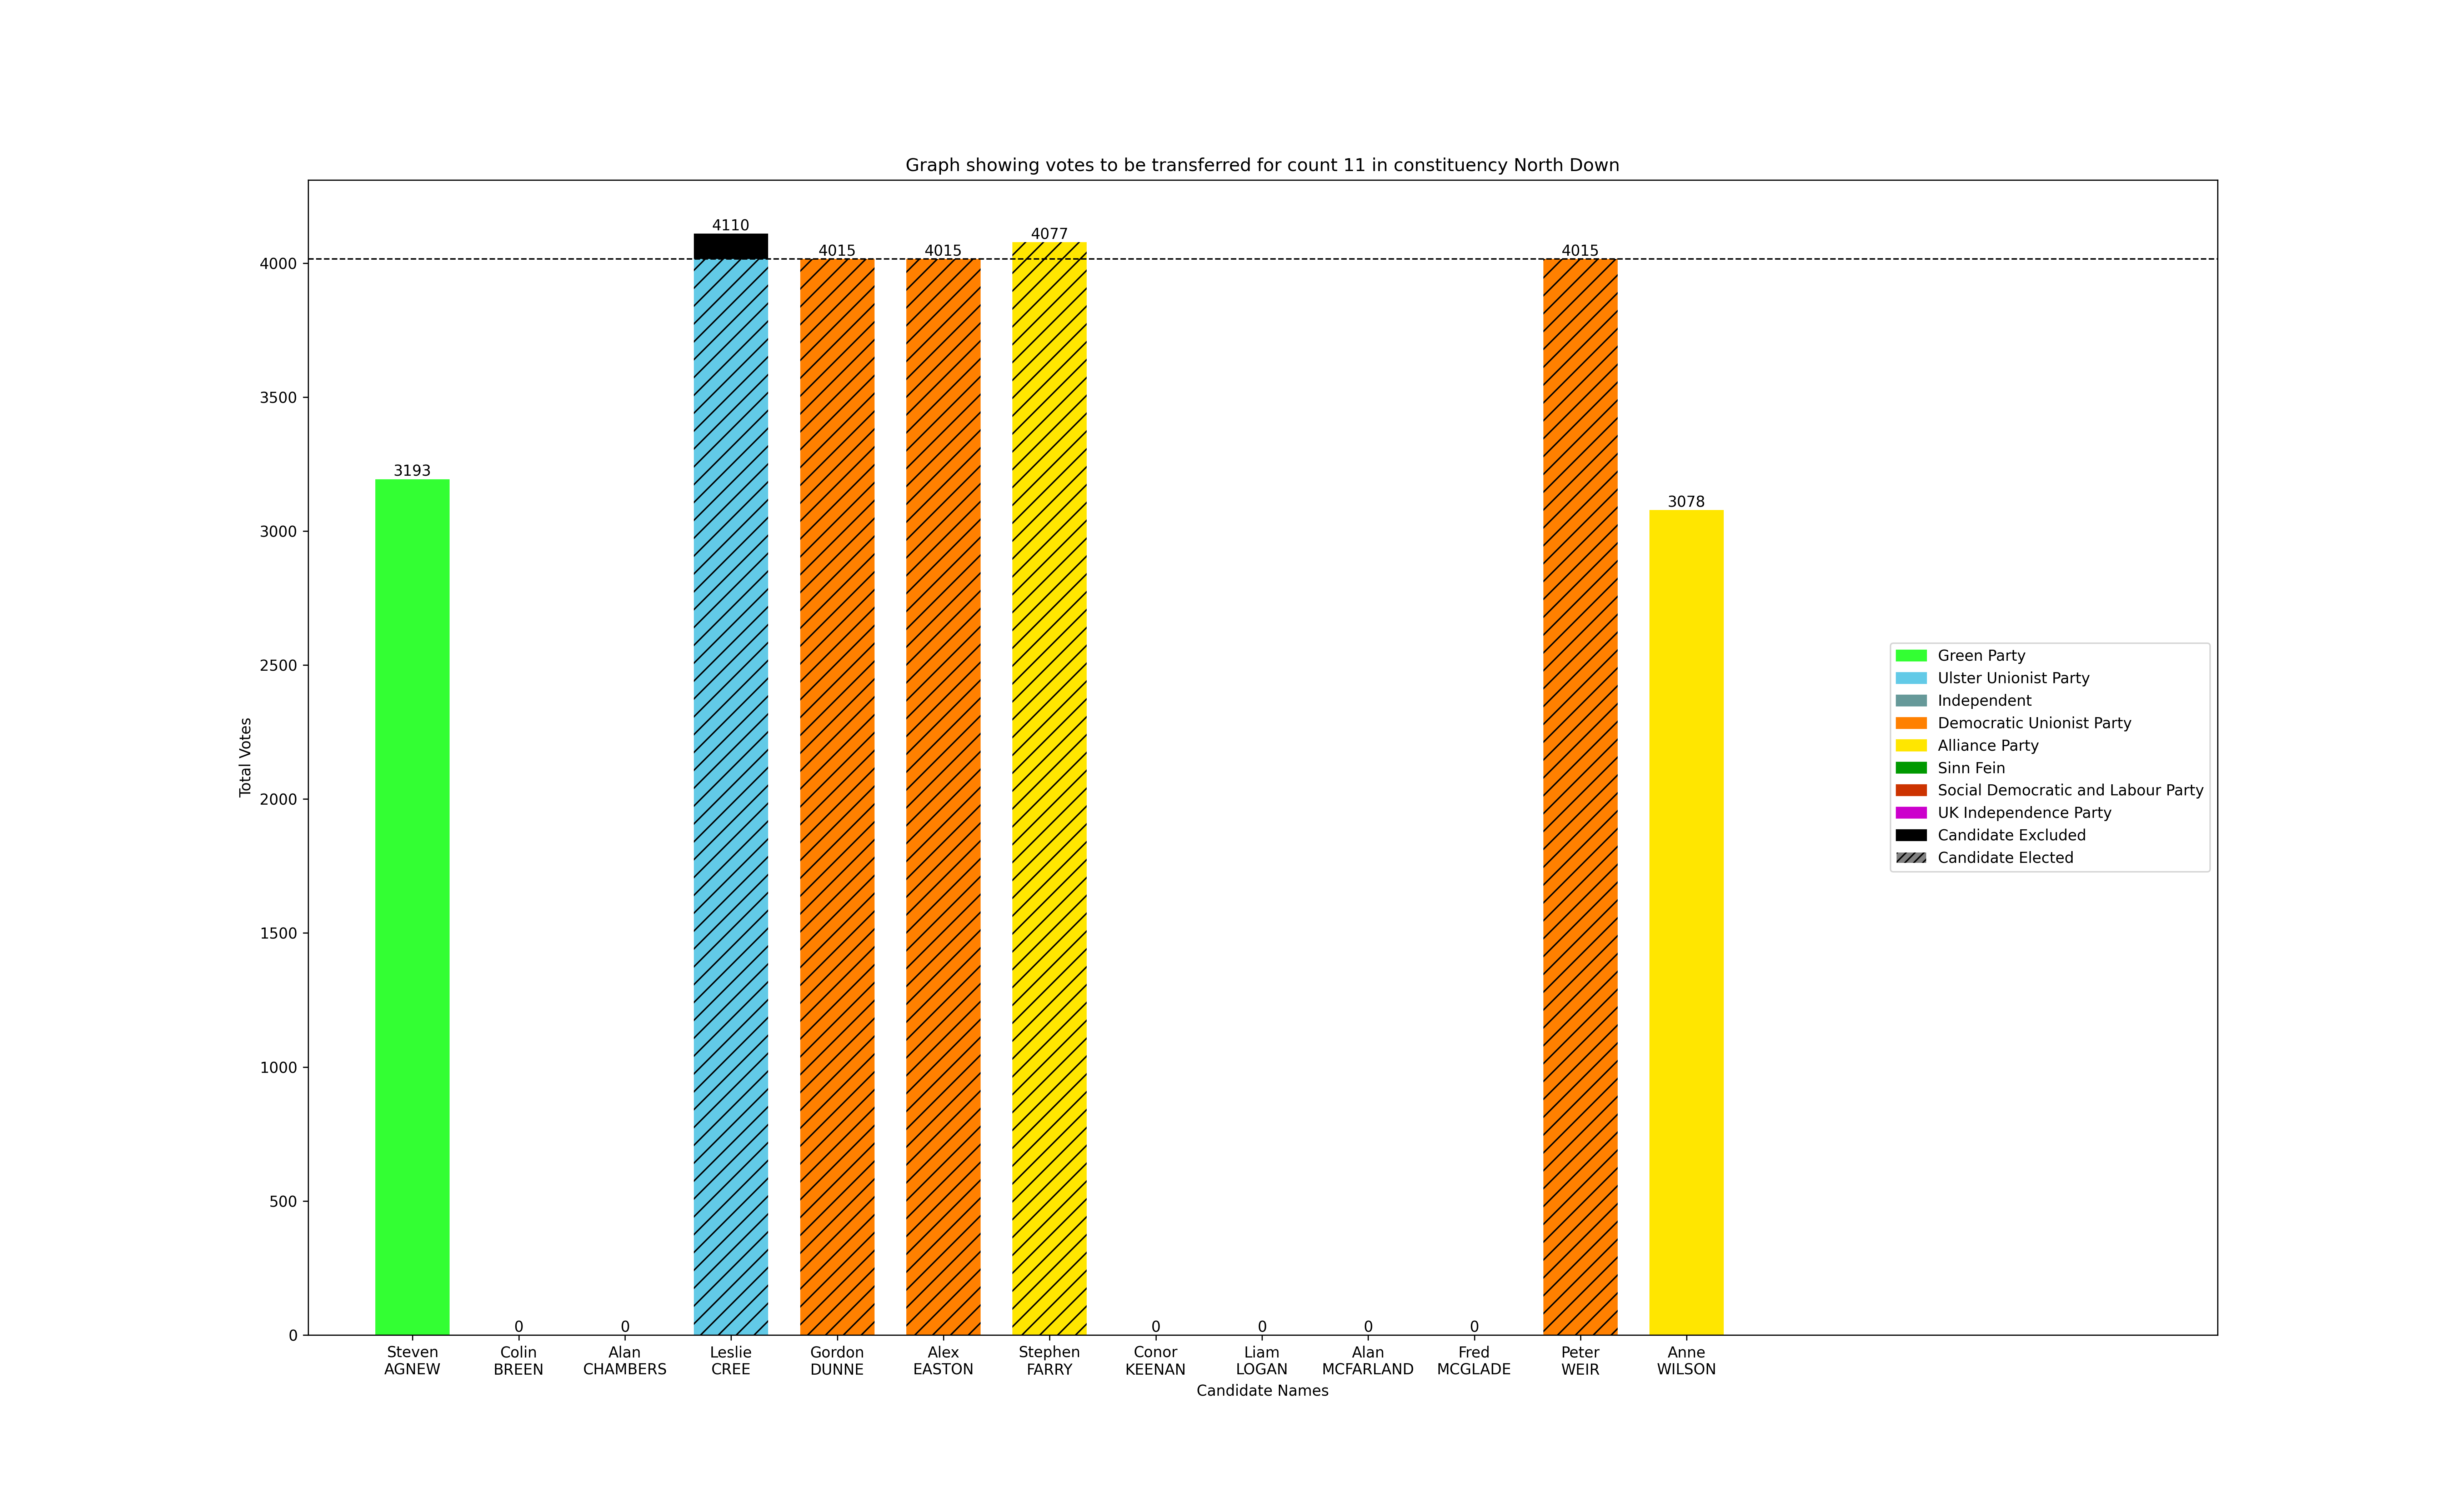 Graph showing votes to be transferred for count 11 in constituency North Down
4110
4015
4015
4077
4015
3193
3078
0
0
0
0
0
0
4000
3500
3000
2500
2000
1500
1000
500
0
Total Votes
Green Party
Ulster Unionist Party
Independent
Democratic Unionist Party
Alliance Party
Sinn Fein
Social Democratic and Labour Party
UK Independence Party
Candidate Excluded
Candidate Elected
Steven
AGNEW
Colin
BREEN
Alan
CHAMBERS
Leslie
CREE
Gordon
DUNNE
Alex
EASTON
Stephen
FARRY
Conor
KEENAN
Liam
LOGAN
Alan
MCFARLAND
Fred
MCGLADE
Peter
WEIR
Anne
WILSON
Candidate Names